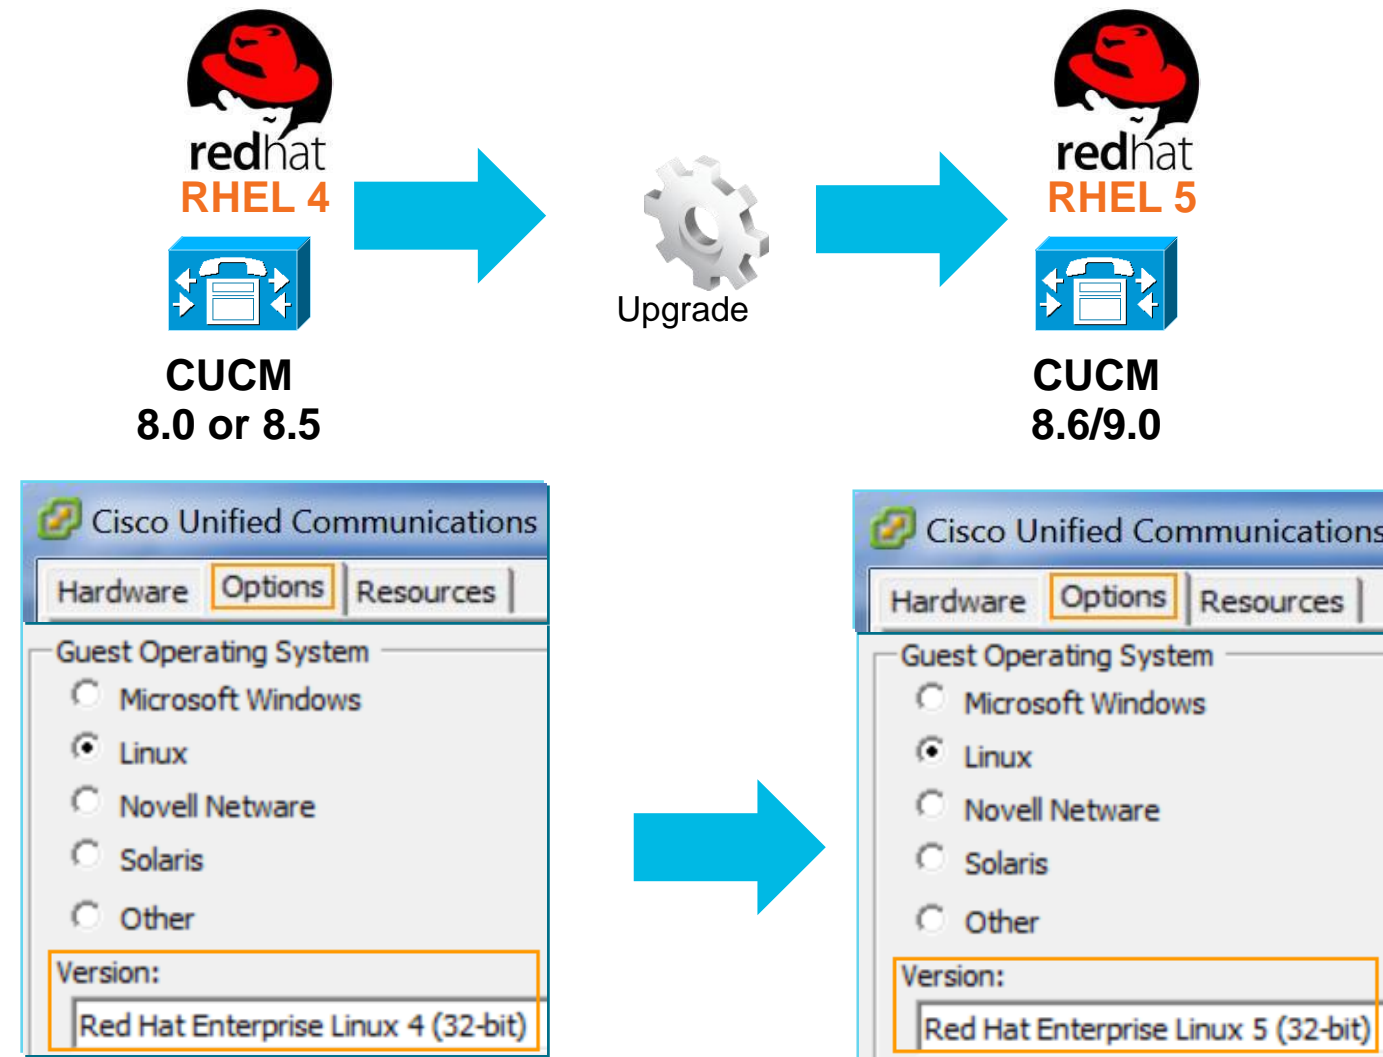 redhat
RHEL 4
CUCM
8.0 or 8.5
Upgrade
redhat
RHEL 5
CUCM
8.6/9.0
Cisco Unified Communications
Hardware Options Resources
Guest Operating System
Microsoft Windows
Linux
Novell Netware
Solaris
Other
Version:
Red Hat Enterprise Linux 4 (32-bit)
Cisco Unified Communications
Hardware Options Resources
Guest Operating System
Microsoft Windows
Linux
Novell Netware
Solaris
Other
Version:
Red Hat Enterprise Linux 5 (32-bit)